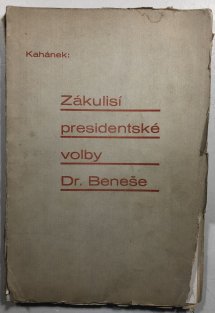 Kahánek:
Zákulisí
presidentské
volby
Dr. Beneše